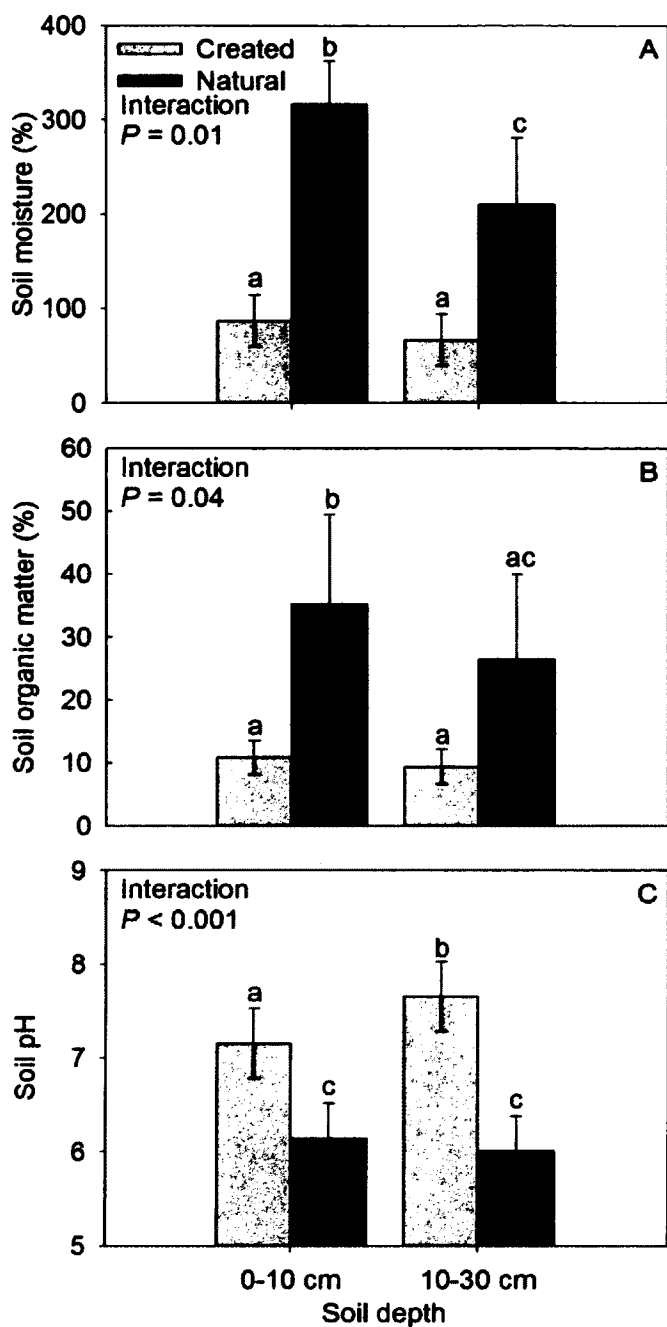 400
300
200
100
0
Soil moisture (%)
Created
Natural
Interaction
P = 0.01
A
a
b
a
c
60
50
40
30
20
10
0
Soil organic matter (%)
Interaction
P = 0.04
B
a
b
a
ac
9
8
7
6
5
Soil pH
Interaction
P < 0.001
C
a
c
b
c
0-10 cm 10-30 cm
Soil depth